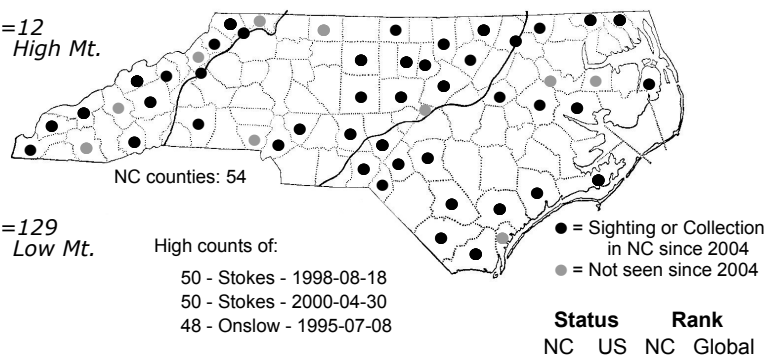 =12
High Mt.
NC counties: 54
=129
Low Mt.
High counts of:
50 - Stokes - 1998-08-18
50 - Stokes - 2000-04-30
48 - Onslow - 1995-07-08
● = Sighting or Collection
in NC since 2004
● = Not seen since 2004
Status Rank
NC US NC Global